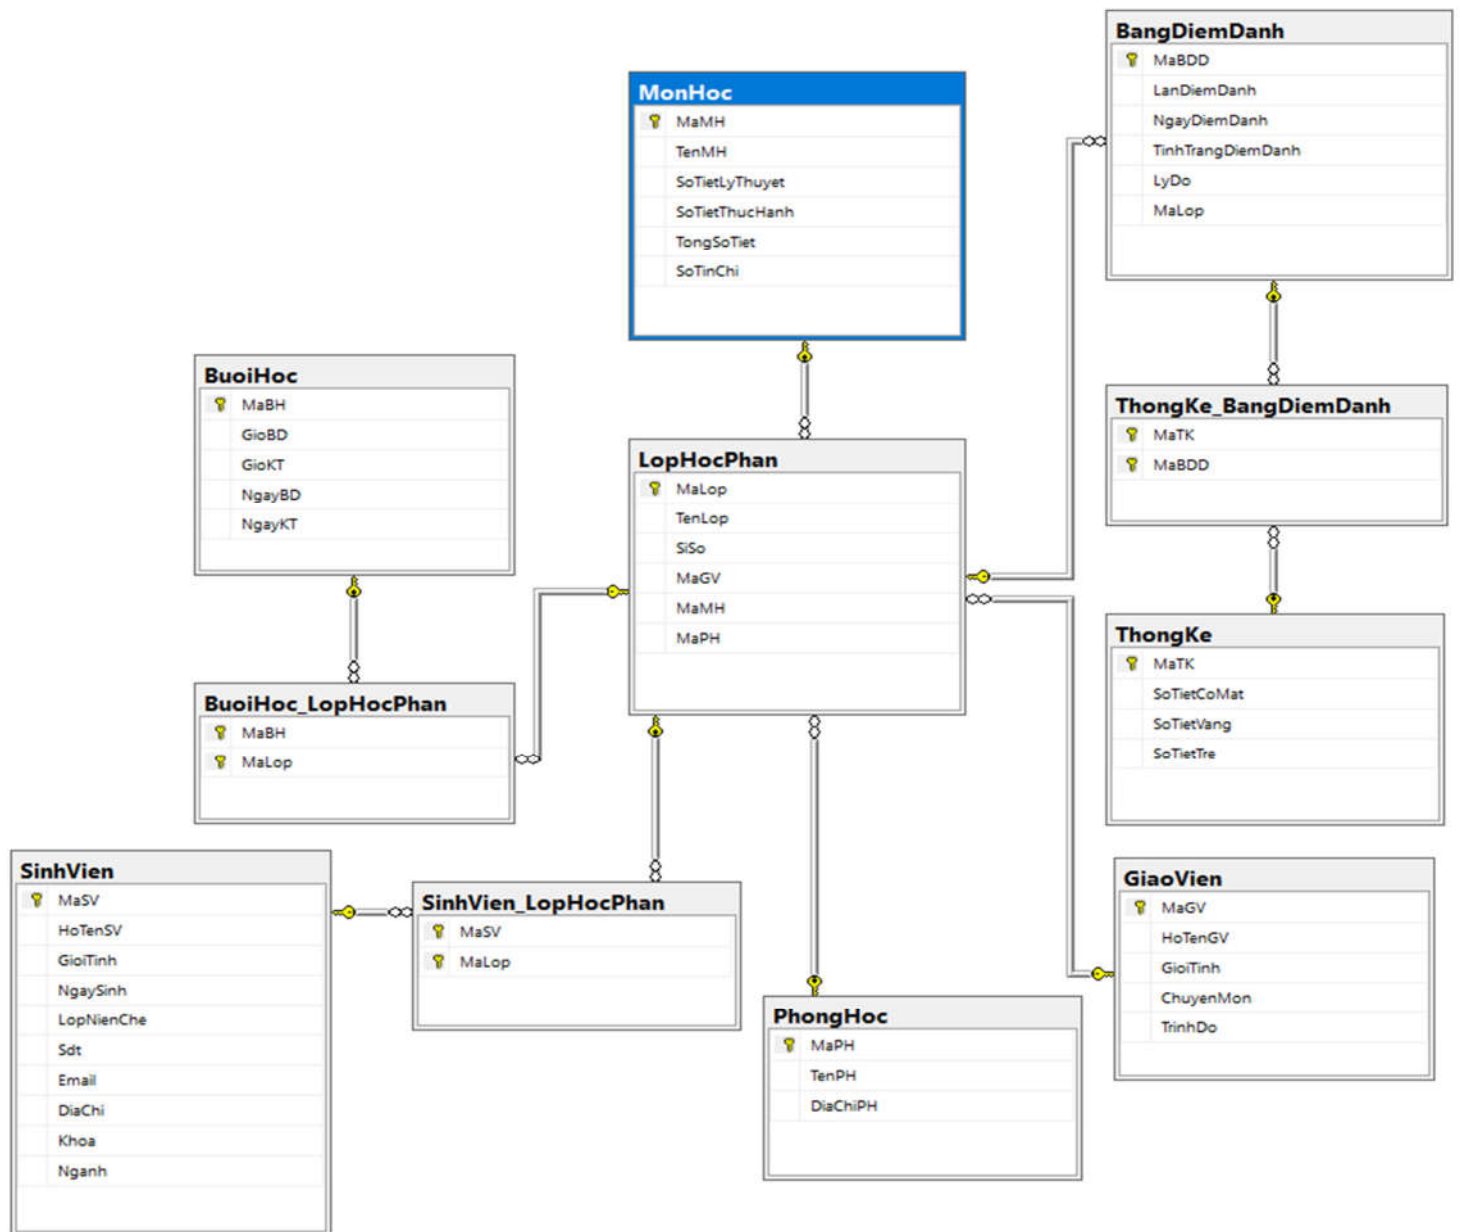 BangDiemDanh
MaBDD
LanDiemDanh
NgayDiemDanh
TinhTrangDiemDanh
LyDo
MaLop
MonHoc
MaMH
TenMH
SoTietLyThuyet
SoTietThucHanh
TongSoTiet
SoTinChi
BuoiHoc
MaBH
GioBD
GioKT
NgayBD
NgayKT
LopHocPhan
MaLop
TenLop
SiSo
MaGV
MaMH
MaPH
ThongKe_BangDiemDanh
MaTK
MaBDD
ThongKe
MaTK
SoTietCoMat
SoTietVang
SoTietTre
BuoiHoc_LopHocPhan
MaBH
MaLop
SinhVien
MaSV
HoTenSV
GioiTinh
NgaySinh
LopNienChe
Sdt
Email
DiaChi
Khoa
Nganh
SinhVien_LopHocPhan
MaSV
MaLop
PhongHoc
MaPH
TenPH
DiaChiPH
GiaoVien
MaGV
HoTenGV
GioiTinh
ChuyenMon
TrinhDo